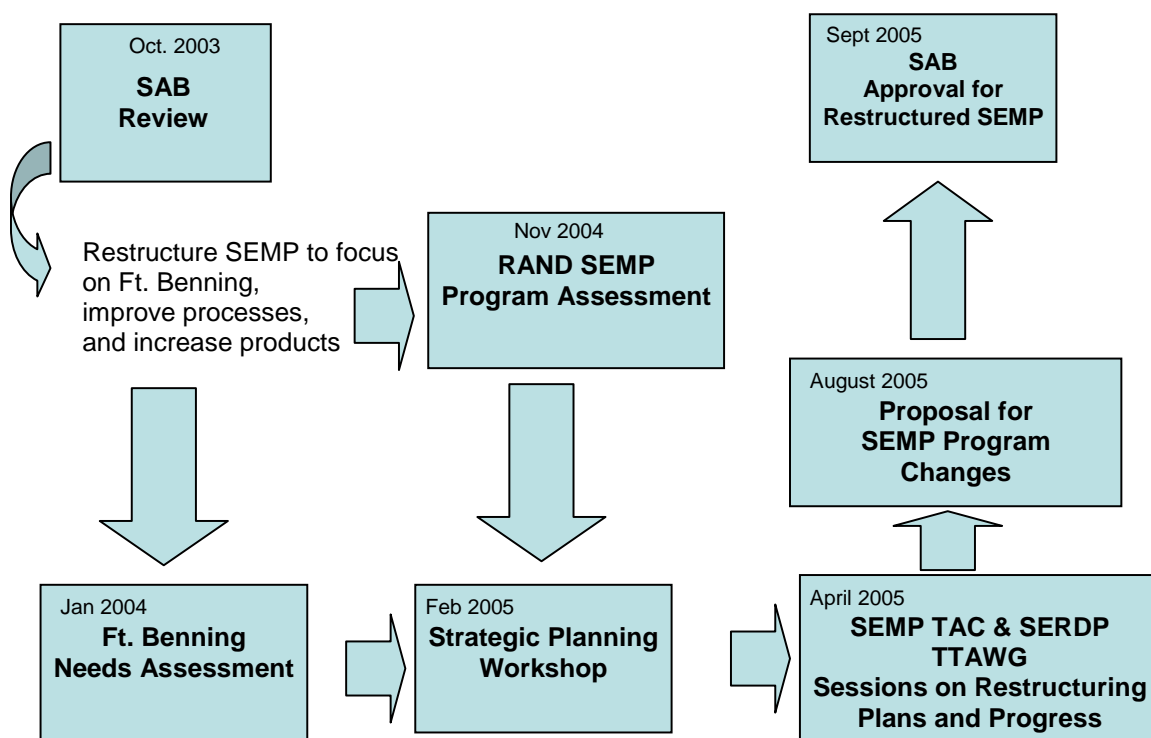 Oct. 2003
SAB
Review
Restructure SEMP to focus
on Ft. Benning,
improve processes,
and increase products
Nov 2004
RAND SEMP
Program Assessment
Jan 2004
Ft. Benning
Needs Assessment
Feb 2005
Strategic Planning
Workshop
April 2005
SEMP TAC & SERDP
TTAWG
Sessions on Restructuring
Plans and Progress
August 2005
Proposal for
SEMP Program
Changes
Sept 2005
SAB
Approval for
Restructured SEMP